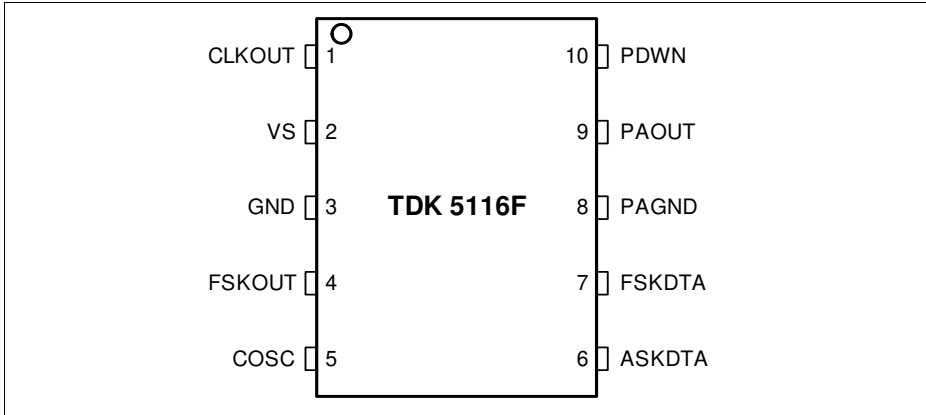 CLKOUT 1 10 PDWN
VS 2 9 PAOUT
GND 3 TDK 5116F 8 PAGND
FSKOUT 4 7 FSKDTA
COSC 5 6 ASKDTA